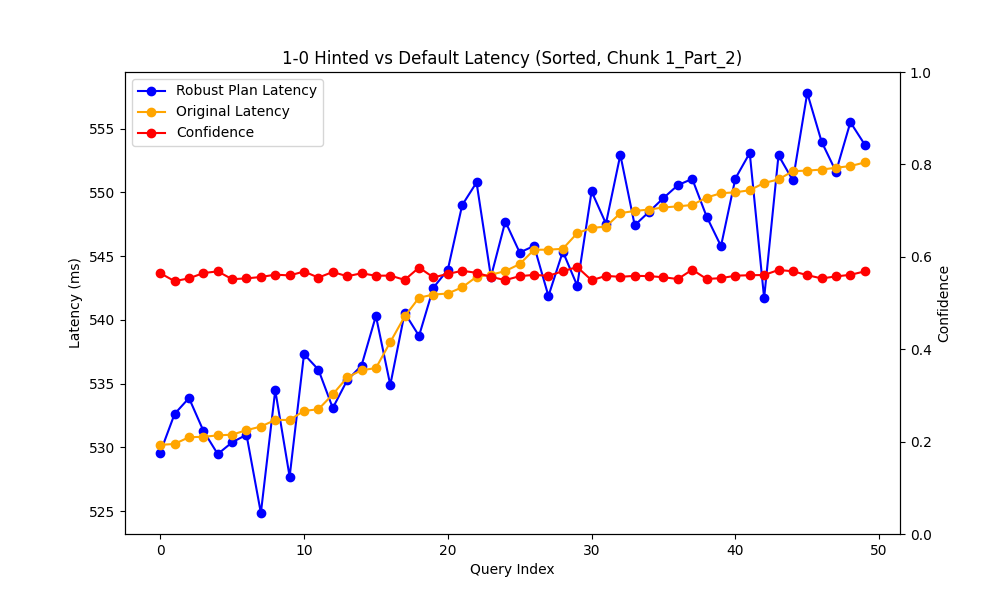 1-0 Hinted vs Default Latency (Sorted, Chunk 1_Part_2)
Robust Plan Latency
Original Latency
Confidence
Latency (ms)
555
550
545
540
535
530
525
1.0
0.8
0.6
0.4
0.2
0.0
Confidence
0
10
20
30
40
50
Query Index